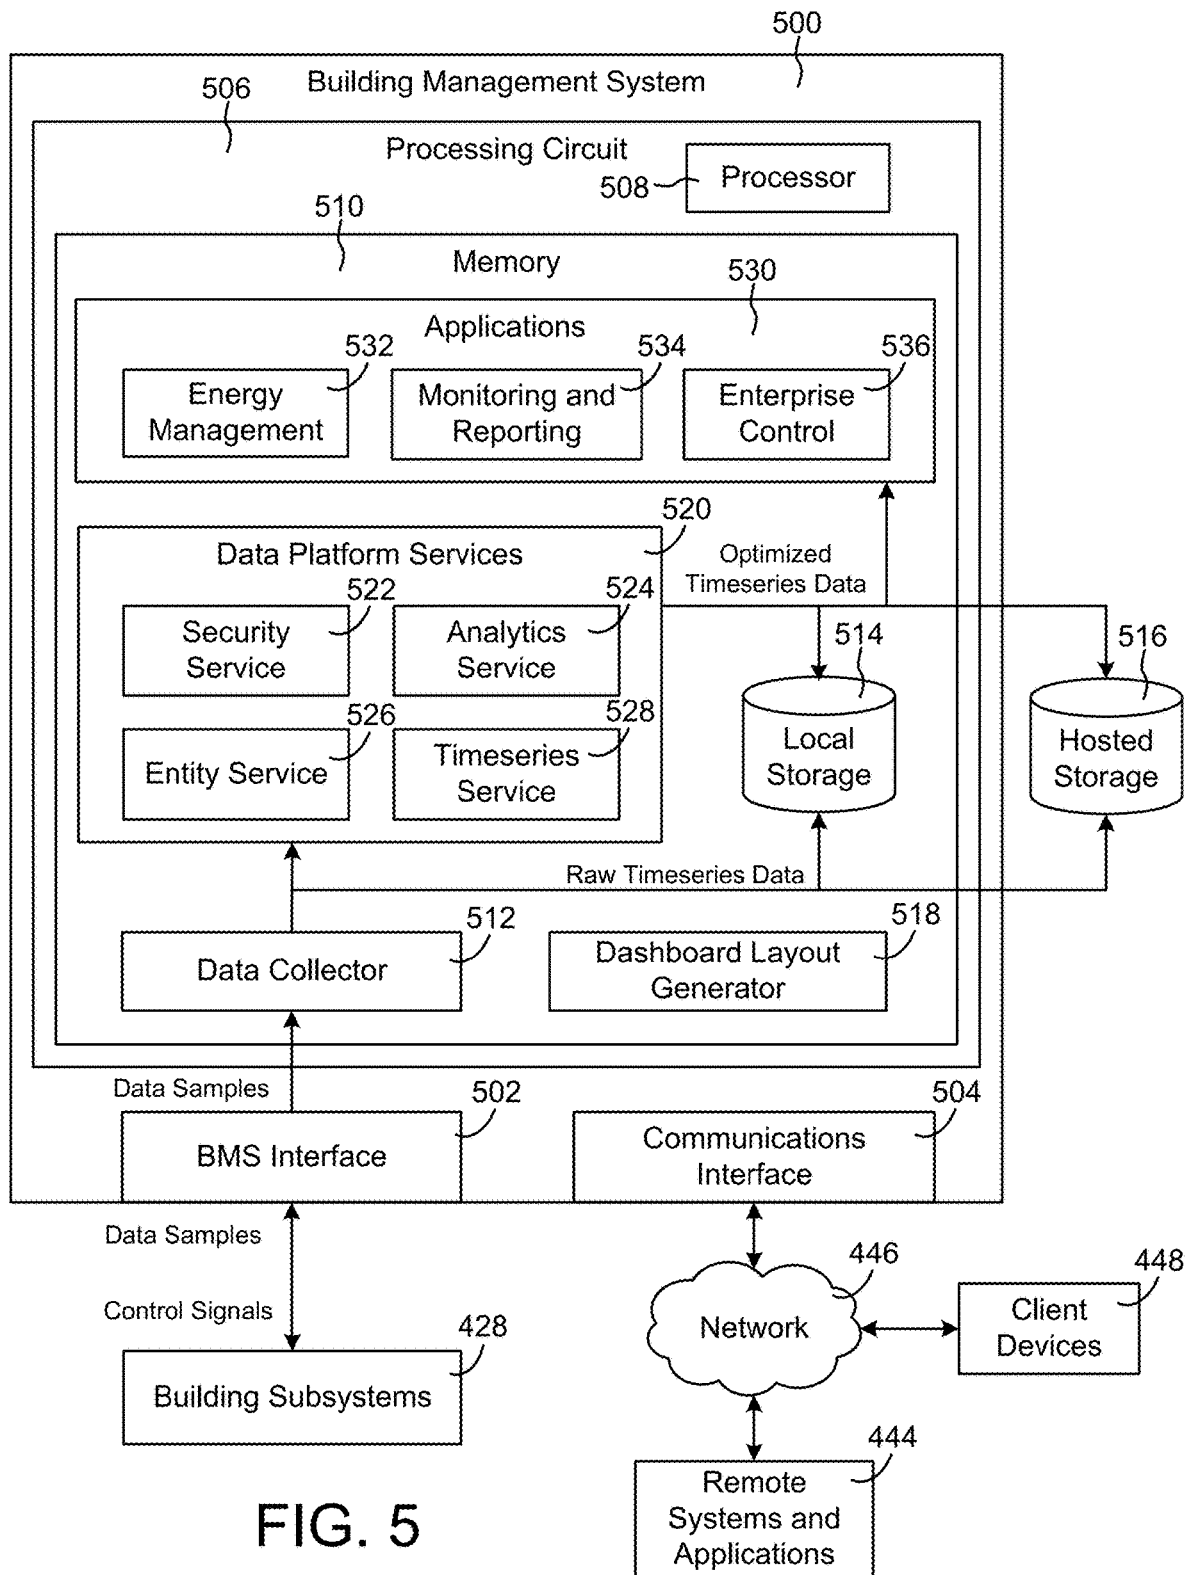 500
Building Management System
506
Processing Circuit
508
Processor
510
Memory
530
Applications
532
Energy
Management
534
Monitoring and
Reporting
536
Enterprise
Control
520
Data Platform Services
Optimized
Timeseries Data
522
Security
Service
524
Analytics
Service
514
Local
Storage
516
Hosted
Storage
526
Entity Service
528
Timeseries
Service
Raw Timeseries Data
512
Data Collector
518
Dashboard Layout
Generator
Data Samples
502
BMS Interface
504
Communications
Interface
Data Samples
Control Signals
428
Building Subsystems
446
Network
448
Client
Devices
444
Remote
Systems and
Applications
FIG. 5